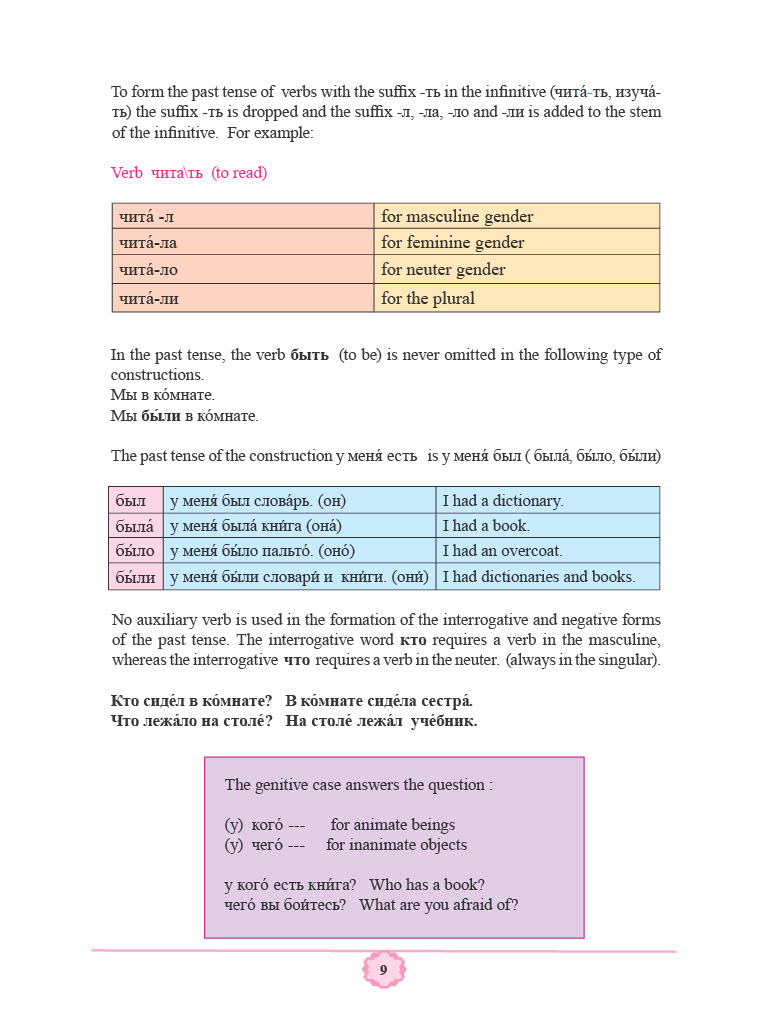 To form the past tense of verbs with the suffix -ть in the infinitive (чита́-ть, изуча́-
ть) the suffix -ть is dropped and the suffix -л, -ла, -ло and -ли is added to the stem
of the infinitive. For example:
Verb чита\ть (to read)
чита́ -л for masculine gender
чита́-ла for feminine gender
чита́-ло for neuter gender
чита́-ли for the plural
In the past tense, the verb быть (to be) is never omitted in the following type of
constructions.
Мы в ко́мнате.
Мы бы́ли в ко́мнате.
The past tense of the construction у меня́ есть is у меня́ был ( была́, бы́ло, бы́ли)
был у меня́ был слова́рь. (он) I had a dictionary.
была́ у меня́ была́ кни́га (она́) I had a book.
бы́ло у меня́ бы́ло пальто́. (оно́) I had an overcoat.
бы́ли у меня́ бы́ли словари́ и кни́ги. (они́) I had dictionaries and books.
No auxiliary verb is used in the formation of the interrogative and negative forms
of the past tense. The interrogative word кто requires a verb in the masculine,
whereas the interrogative что requires a verb in the neuter. (always in the singular).
Кто сиде́л в ко́мнате? В ко́мнате сиде́ла сестра́.
Что лежа́ло на столе́? На столе́ лежа́л уче́бник.
The genitive case answers the question :
(у) кого́ --- for animate beings
(у) чего́ --- for inanimate objects
у кого́ есть кни́га? Who has a book?
чего́ вы бои́тесь? What are you afraid of?
9